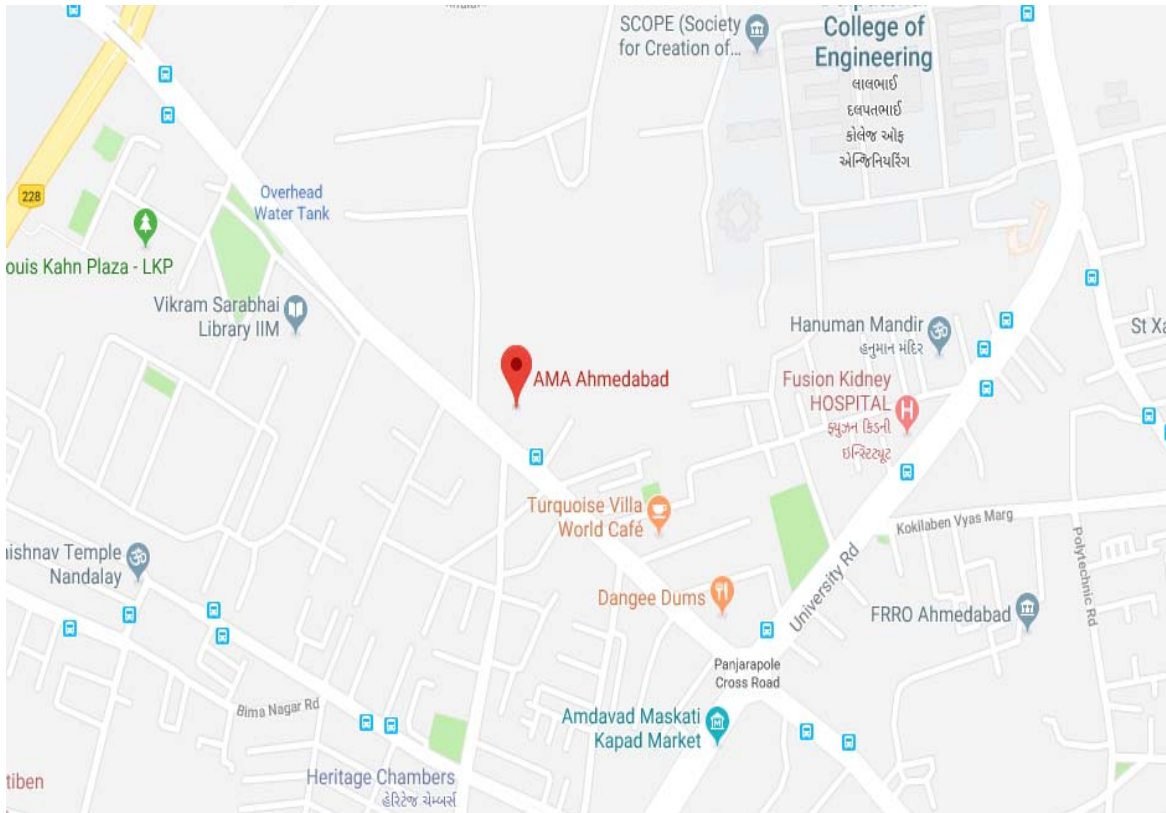 SCOPE (Society
for Creation of...
College of
Engineering
લાલભાઈ
દલપતભાઈ
કોલેજ ઓફ
એન્જિનિયરિંગ
228
Overhead
Water Tank
ouis Kahn Plaza - LKP
Vikram Sarabhai
Library IIM
Hanuman Mandir
હનુમાન મંદિર
St Xa
AMA Ahmedabad
Fusion Kidney
HOSPITAL
ફ્યુઝન કિડની
ઇન્સ્ટિટ્યૂટ
Turquoise Villa
World Café
Kokilaben Vyas Marg
aishnav Temple
Nandalay
Polytechnic Rd
University Rd
Dangee Dums
FRRO Ahmedabad
Panjarapole
Cross Road
Bima Nagar Rd
Amdavad Maskati
Kapad Market
tiben
Heritage Chambers
હેરિટેજ ચેમ્બર્સ